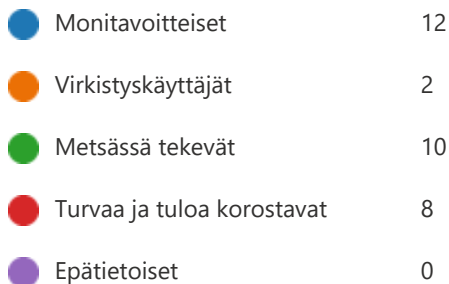 Monitavoitteiset 12
Virkistyskäyttäjät 2
Metsässä tekevät 10
Turvaa ja tuloa korostavat 8
Epätietoiset 0